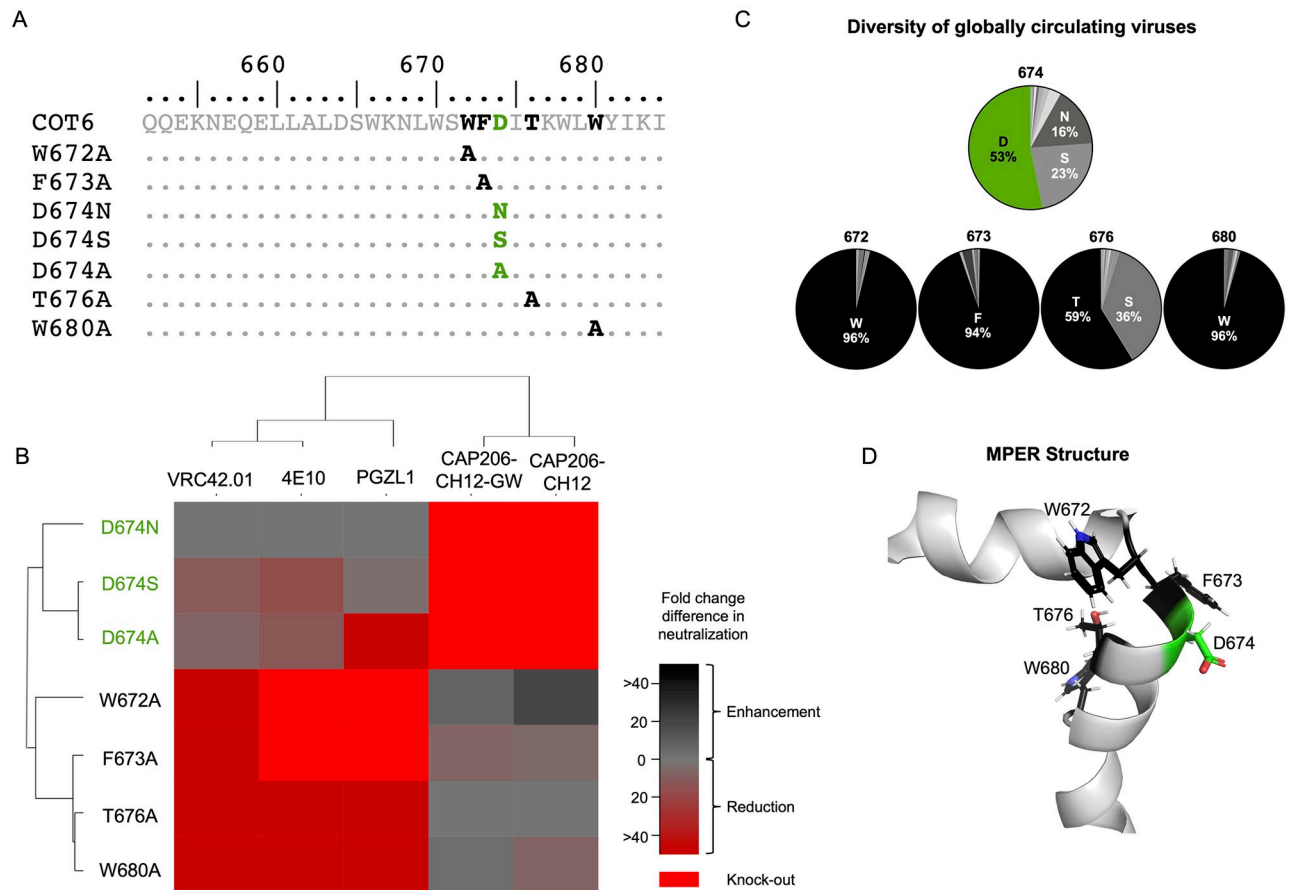 A
660 670 680
COT6 QQEKNEQELLALDSWKNLWSWFDITKWLWYIKI
W672A ....................A............
F673A .....................A...........
D674N ......................N..........
D674S ......................S..........
D674A ......................A..........
T676A ........................A........
W680A ............................A....
B
VRC42.01
4E10
PGZL1
CAP206-
CH12-GW
CAP206-
CH12
D674N
D674S
D674A
W672A
F673A
T676A
W680A
Fold change
difference in
neutralization
>40
20
0
20
>40
Enhancement
Reduction
Knock-out
C
Diversity of globally circulating viruses
674
D
53%
N
16%
S
23%
672
W
96%
673
F
94%
676
T
59%
S
36%
680
W
96%
D
MPER Structure
W672
F673
T676
D674
W680